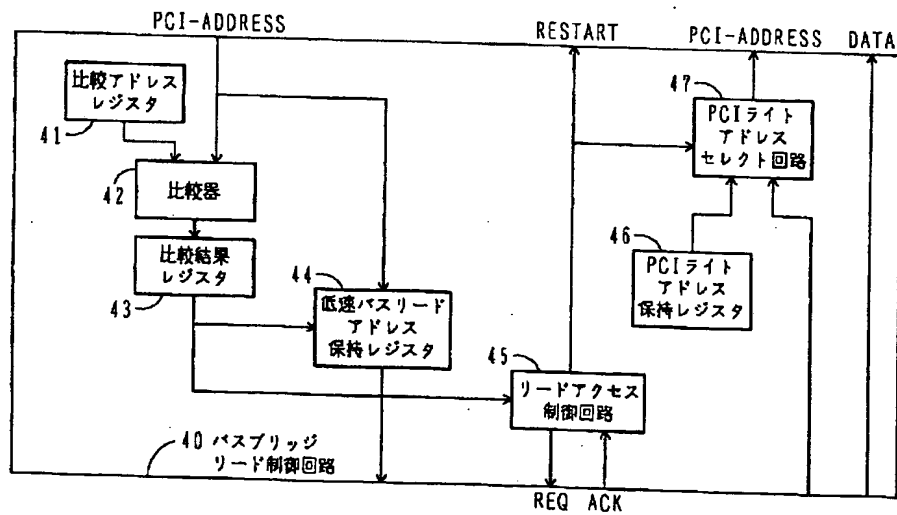 PCI-ADDRESS
RESTART
PCI-ADDRESS
DATA
比較アドレス
レジスタ
41
47
PCIライト
アドレス
セレクト回路
42
比較器
比較結果
レジスタ
43
44
低速バスリード
アドレス
保持レジスタ
46
PCIライト
アドレス
保持レジスタ
45
リードアクセス
制御回路
40 バスブリッジ
リード制御回路
REQ ACK